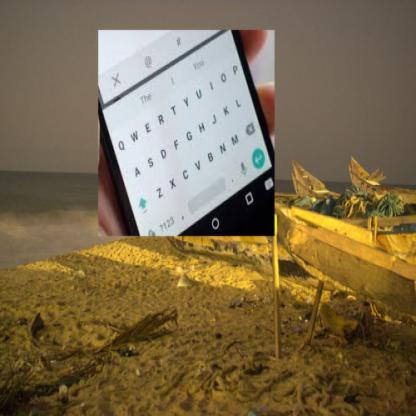 @ #
The I You
Q W E R T Y U I O P
A S D F G H J K L
Z X C V B N M
?123 , .